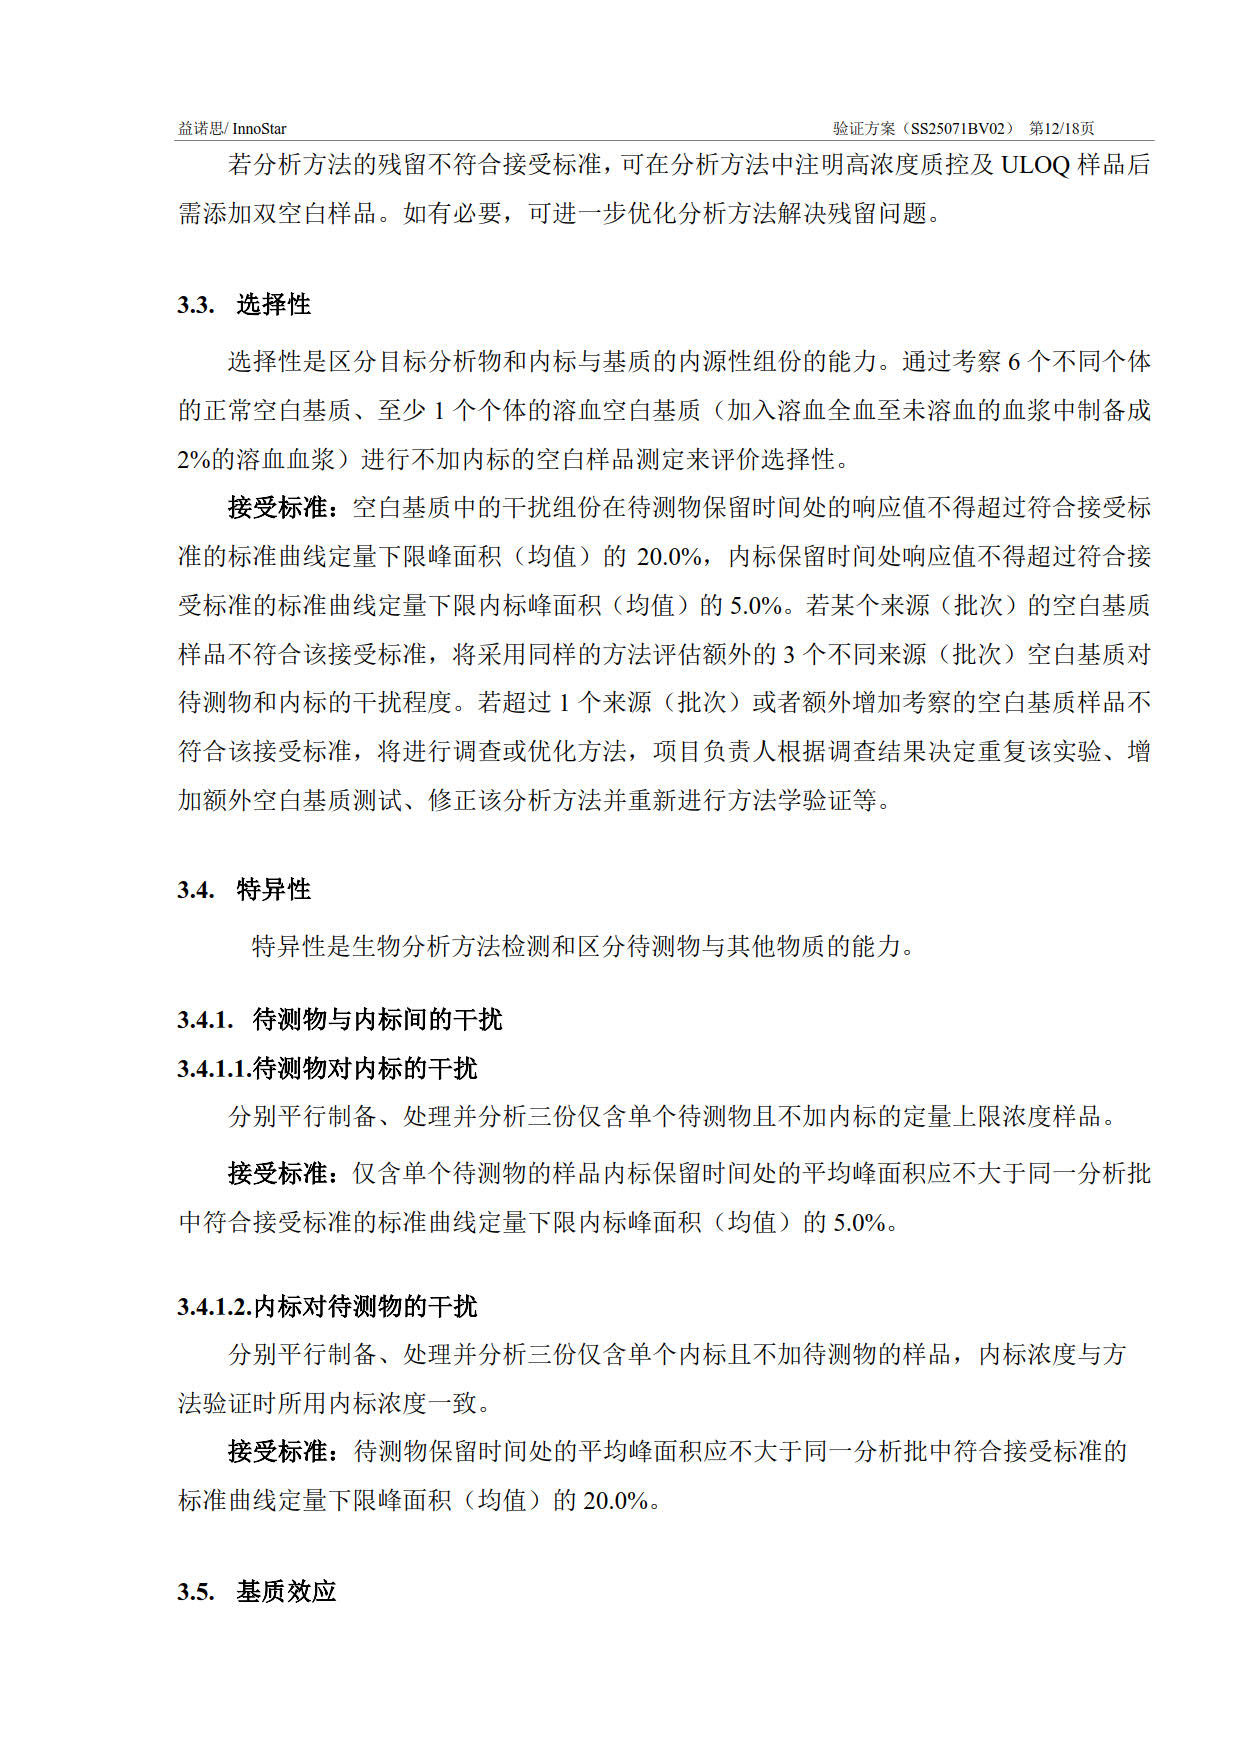 益诺思/ InnoStar 验证方案（SS25071BV02） 第12/18页
若分析方法的残留不符合接受标准，可在分析方法中注明高浓度质控及 ULOQ 样品后
需添加双空白样品。如有必要，可进一步优化分析方法解决残留问题。
3.3. 选择性
选择性是区分目标分析物和内标与基质的内源性组份的能力。通过考察 6 个不同个体
的正常空白基质、至少 1 个个体的溶血空白基质（加入溶血全血至未溶血的血浆中制备成
2%的溶血血浆）进行不加内标的空白样品测定来评价选择性。
接受标准：空白基质中的干扰组份在待测物保留时间处的响应值不得超过符合接受标
准的标准曲线定量下限峰面积（均值）的 20.0%，内标保留时间处响应值不得超过符合接
受标准的标准曲线定量下限内标峰面积（均值）的 5.0%。若某个来源（批次）的空白基质
样品不符合该接受标准，将采用同样的方法评估额外的 3 个不同来源（批次）空白基质对
待测物和内标的干扰程度。若超过 1 个来源（批次）或者额外增加考察的空白基质样品不
符合该接受标准，将进行调查或优化方法，项目负责人根据调查结果决定重复该实验、增
加额外空白基质测试、修正该分析方法并重新进行方法学验证等。
3.4. 特异性
特异性是生物分析方法检测和区分待测物与其他物质的能力。
3.4.1. 待测物与内标间的干扰
3.4.1.1.待测物对内标的干扰
分别平行制备、处理并分析三份仅含单个待测物且不加内标的定量上限浓度样品。
接受标准：仅含单个待测物的样品内标保留时间处的平均峰面积应不大于同一分析批
中符合接受标准的标准曲线定量下限内标峰面积（均值）的 5.0%。
3.4.1.2.内标对待测物的干扰
分别平行制备、处理并分析三份仅含单个内标且不加待测物的样品，内标浓度与方
法验证时所用内标浓度一致。
接受标准：待测物保留时间处的平均峰面积应不大于同一分析批中符合接受标准的
标准曲线定量下限峰面积（均值）的 20.0%。
3.5. 基质效应